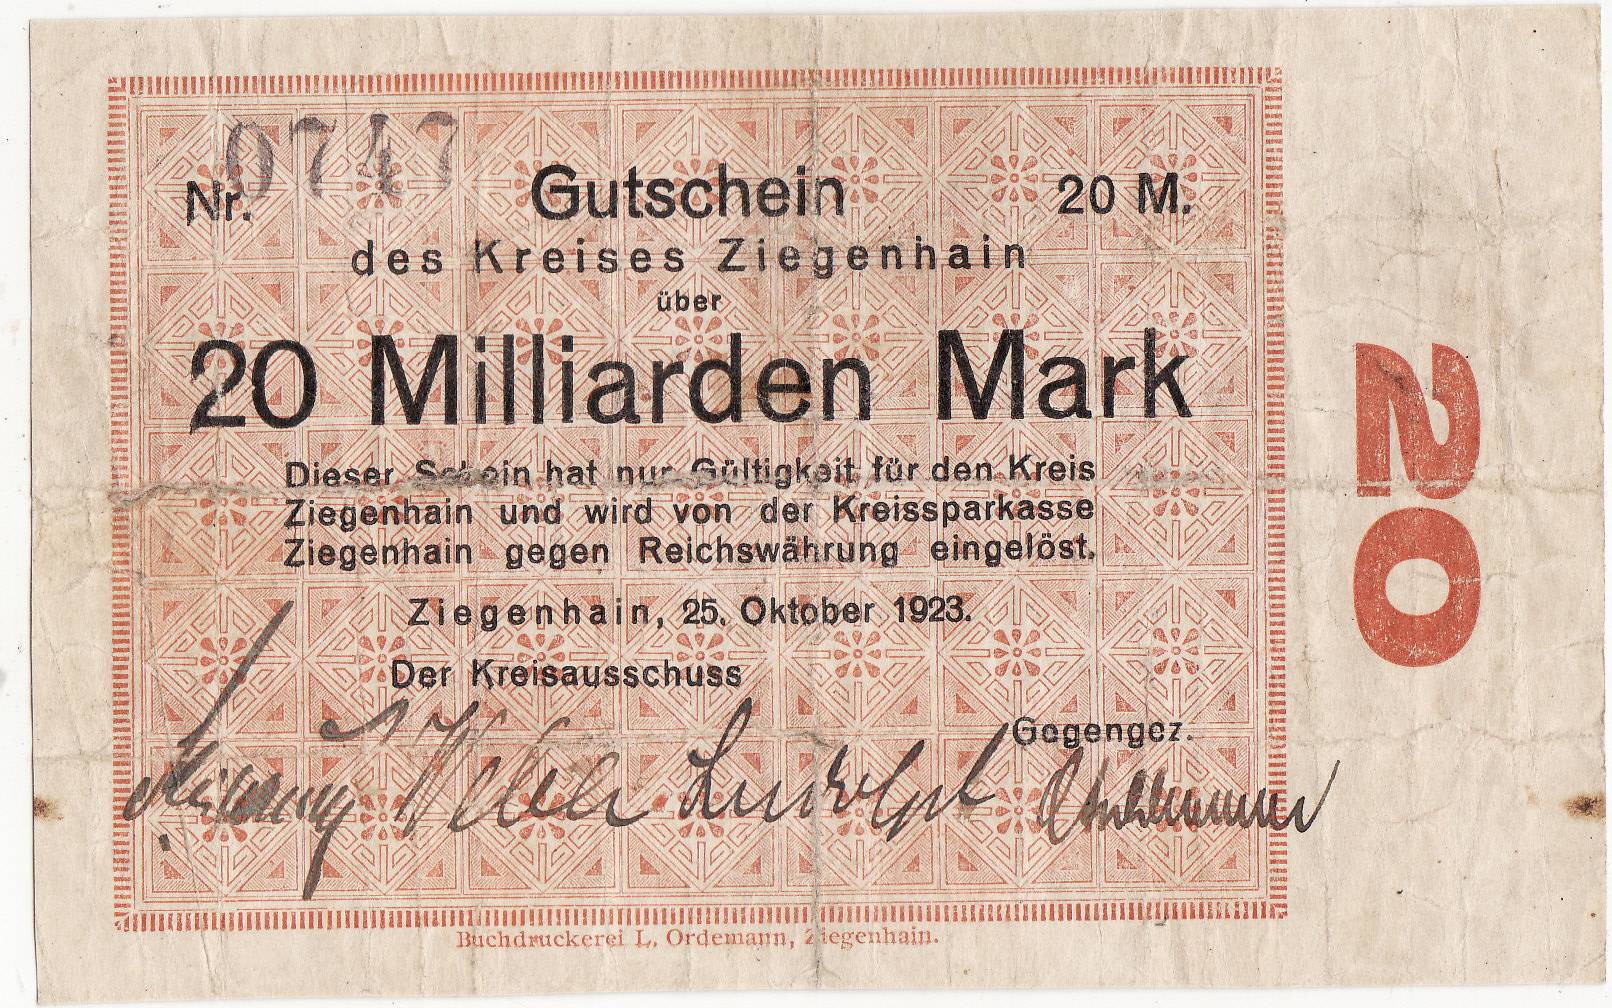 Nr. 0747 Gutschein 20 M.
des Kreises Ziegenhain
über
20 Milliarden Mark
Dieser Schein hat nur Gültigkeit für den Kreis
Ziegenhain und wird von der Kreissparkasse
Ziegenhain gegen Reichswährung eingelöst.
Ziegenhain, 25. Oktober 1923.
Der Kreisausschuss
Gegengez.
Buchdruckerei L. Ordemann, Ziegenhain.
20